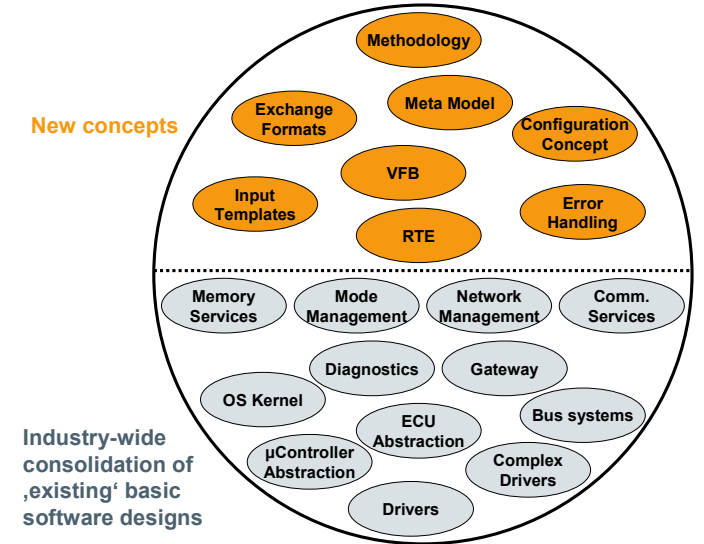 Methodology
Meta Model
Exchange
Formats
New concepts
Configuration
Concept
VFB
Input
Templates
Error
Handling
RTE
Memory
Services
Mode
Management
Network
Management
Comm.
Services
Diagnostics
Gateway
OS Kernel
Bus systems
ECU
Abstraction
Industry-wide
consolidation of
‚existing‘ basic
software designs
µController
Abstraction
Complex
Drivers
Drivers